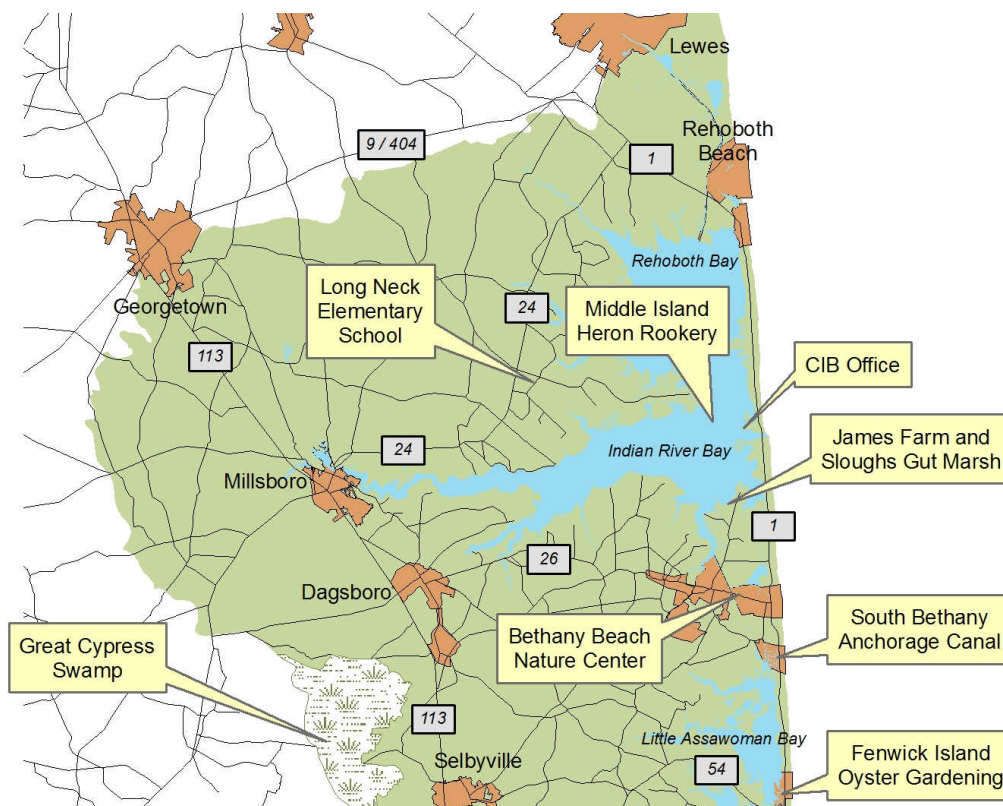 Lewes
Rehoboth
Beach
9 / 404
1
Rehoboth Bay
Georgetown
Long Neck
Elementary
School
24
Middle Island
Heron Rookery
113
CIB Office
James Farm and
Sloughs Gut Marsh
24
Indian River Bay
Millsboro
1
26
Dagsboro
Great Cypress
Swamp
Bethany Beach
Nature Center
South Bethany
Anchorage Canal
113
Little Assawoman Bay
Selbyville
54
Fenwick Island
Oyster Gardening